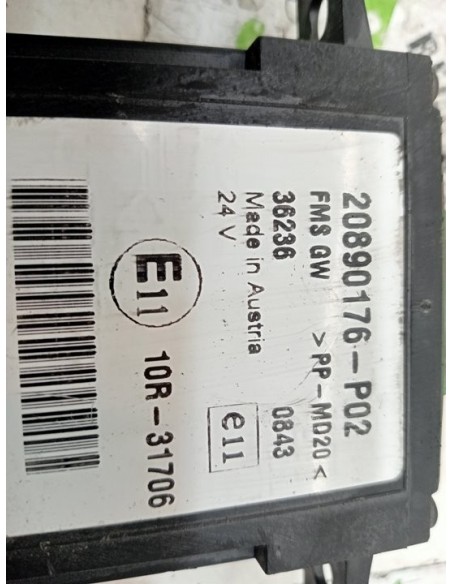 20890176-P02
FMS GW >PP-MD20<
36236 0843
Made in Austria
24 V e11
E11 10R-31706